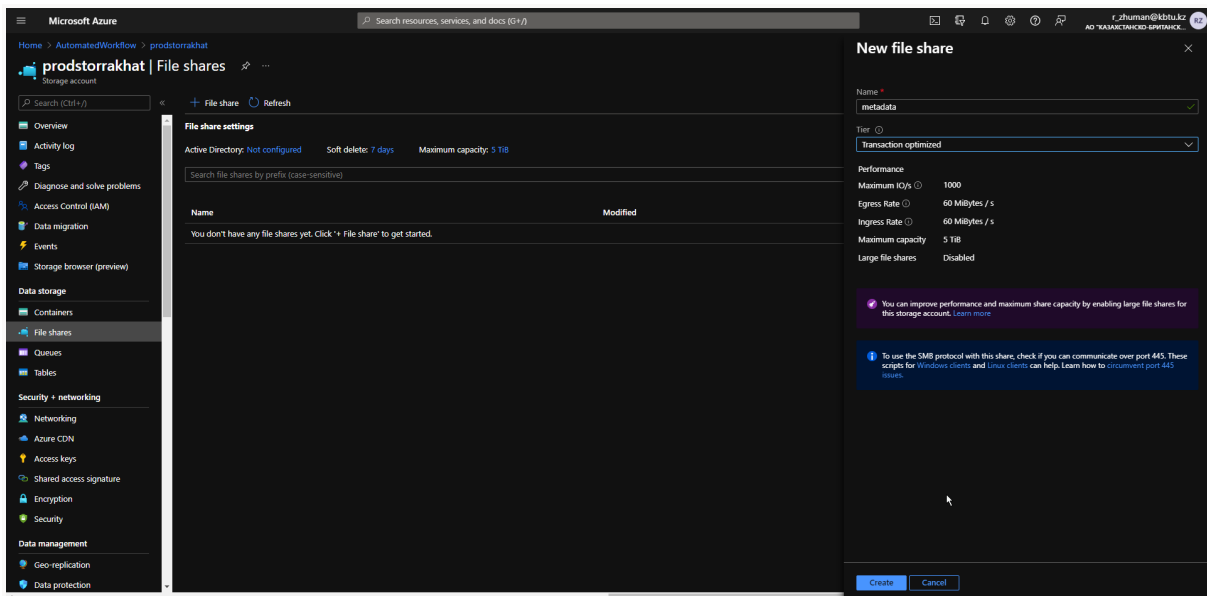 Microsoft Azure
Search resources, services, and docs (G+/)
r_zhuman@kbtu.kz
АО "КАЗАХСТАНСКО-БРИТАНСК...
RZ
Home > AutomatedWorkflow > prodstorrakhat
prodstorrakhat | File shares
Storage account
Search (Ctrl+/)
Overview
Activity log
Tags
Diagnose and solve problems
Access Control (IAM)
Data migration
Events
Storage browser (preview)
Data storage
Containers
File shares
Queues
Tables
Security + networking
Networking
Azure CDN
Access keys
Shared access signature
Encryption
Security
Data management
Geo-replication
Data protection
+ File share Refresh
File share settings
Active Directory: Not configured Soft delete: 7 days Maximum capacity: 5 TiB
Search file shares by prefix (case-sensitive)
Name Modified
You don't have any file shares yet. Click '+ File share' to get started.
New file share
Name *
metadata
Tier
Transaction optimized
Performance
Maximum IO/s 1000
Egress Rate 60 MiBytes / s
Ingress Rate 60 MiBytes / s
Maximum capacity 5 TiB
Large file shares Disabled
You can improve performance and maximum share capacity by enabling large file shares for
this storage account. Learn more
To use the SMB protocol with this share, check if you can communicate over port 445. These
scripts for Windows clients and Linux clients can help. Learn how to circumvent port 445
issues.
Create Cancel